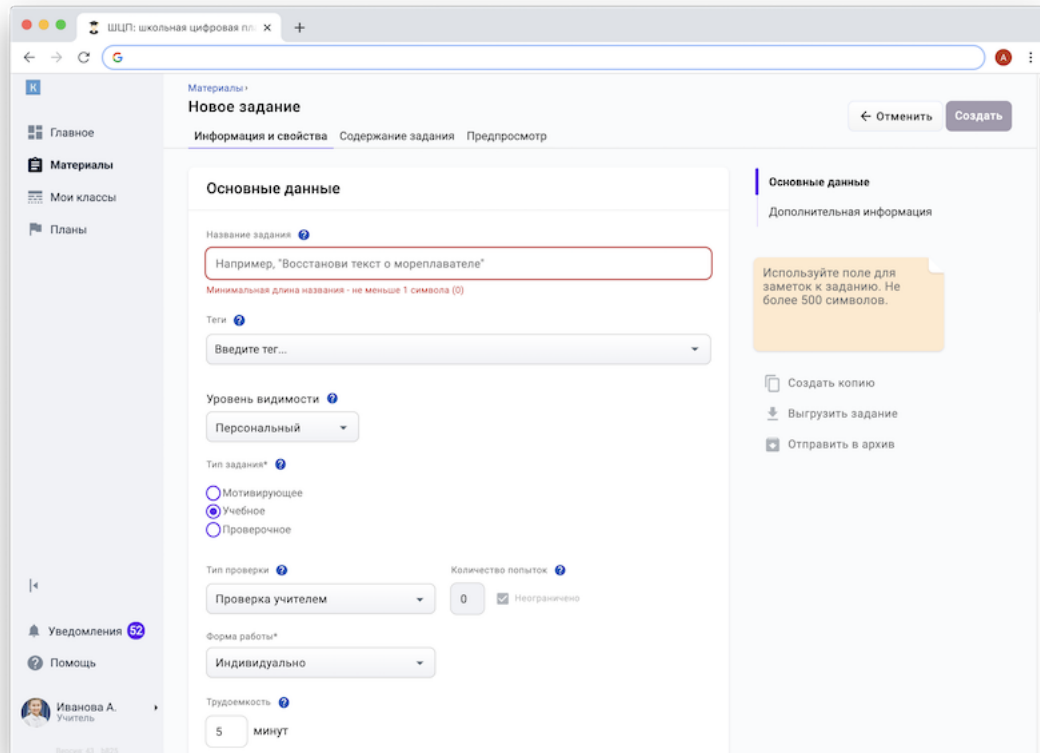 ШЦП: школьная цифровая пла
K
A
Главное
Материалы
Мои классы
Планы
Уведомления 52
Помощь
Иванова А.
Учитель
Материалы›
Новое задание
← Отменить
Создать
Информация и свойства Содержание задания Предпросмотр
Основные данные
Название задания ?
Например, "Восстанови текст о мореплавателе"
Минимальная длина названия - не меньше 1 символа (0)
Теги ?
Введите тег...
Уровень видимости ?
Персональный
Тип задания* ?
Мотивирующее
Учебное
Проверочное
Тип проверки ? Количество попыток ?
Проверка учителем 0 Неограничено
Форма работы*
Индивидуально
Трудоемкость ?
5 минут
Основные данные
Дополнительная информация
Используйте поле для
заметок к заданию. Не
более 500 символов.
Создать копию
Выгрузить задание
Отправить в архив